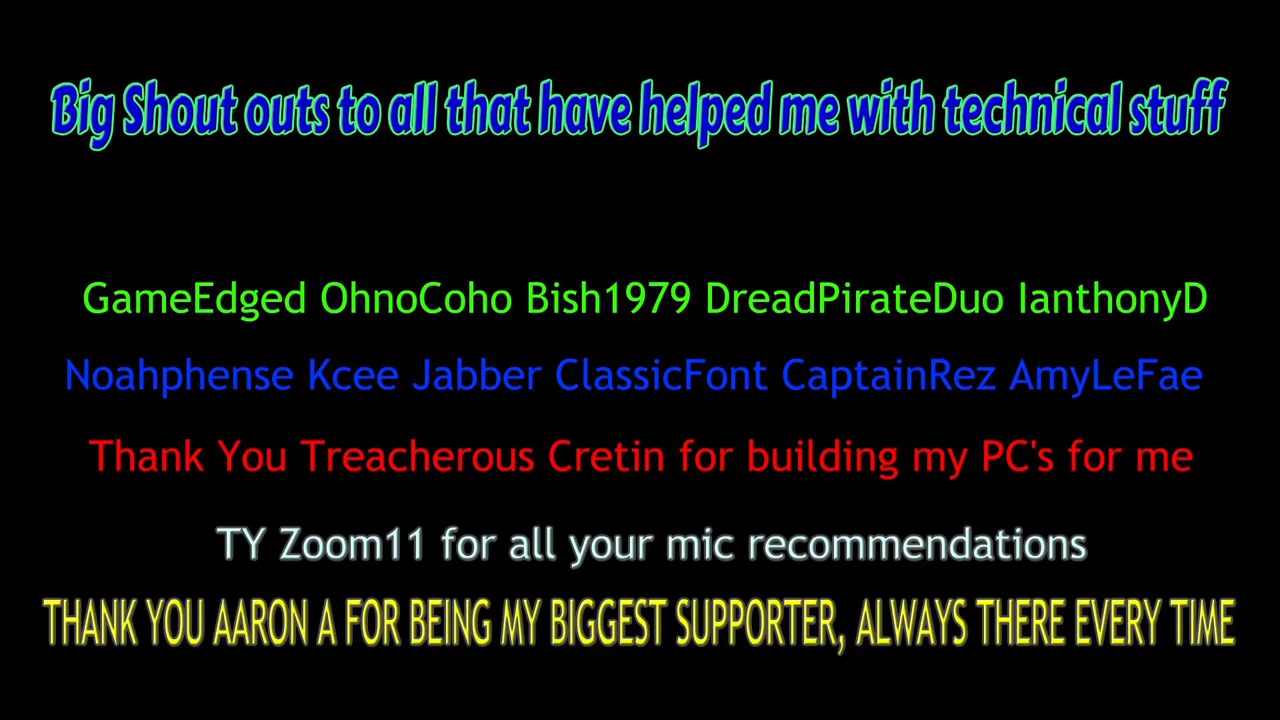 Big Shout outs to all that have helped me with technical stuff
GameEdged OhnoCoho Bish1979 DreadPirateDuo IanthonyD
Noahphense Kcee Jabber ClassicFont CaptainRez AmyLeFae
Thank You Treacherous Cretin for building my PC's for me
TY Zoom11 for all your mic recommendations
THANK YOU AARON A FOR BEING MY BIGGEST SUPPORTER, ALWAYS THERE EVERY TIME